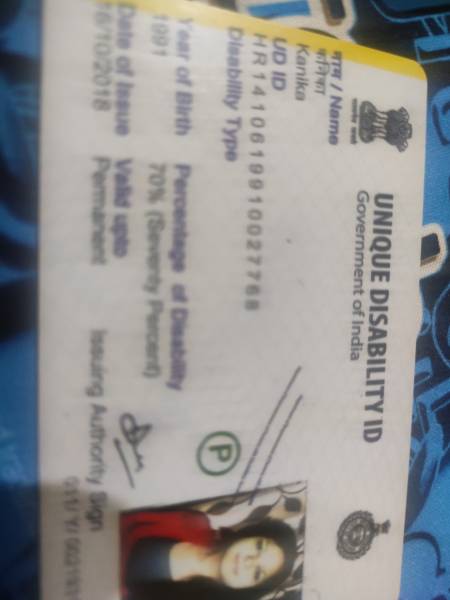 UNIQUE DISABILITY ID
Government of India
नाम / Name
कनिका
Kanika
UD ID
HR1410619910027768
Disability Type
Year of Birth
1991
Percentage of Disability
70% (Seventy Percent)
Date of Issue
16/10/2018
Valid upto
Permanent
Issuing Authority Sign
P